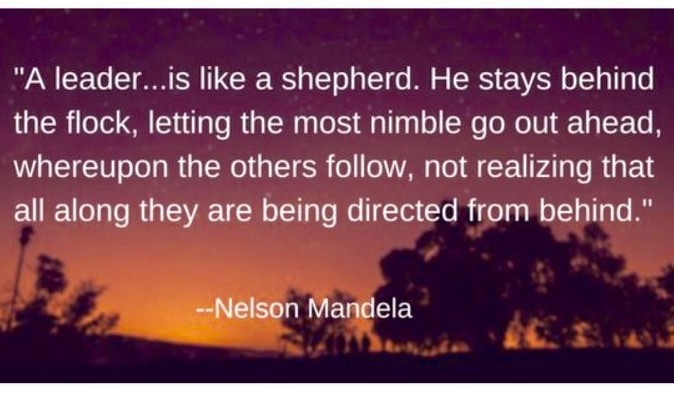 "A leader...is like a shepherd. He stays behind
the flock, letting the most nimble go out ahead,
whereupon the others follow, not realizing that
all along they are being directed from behind."
--Nelson Mandela